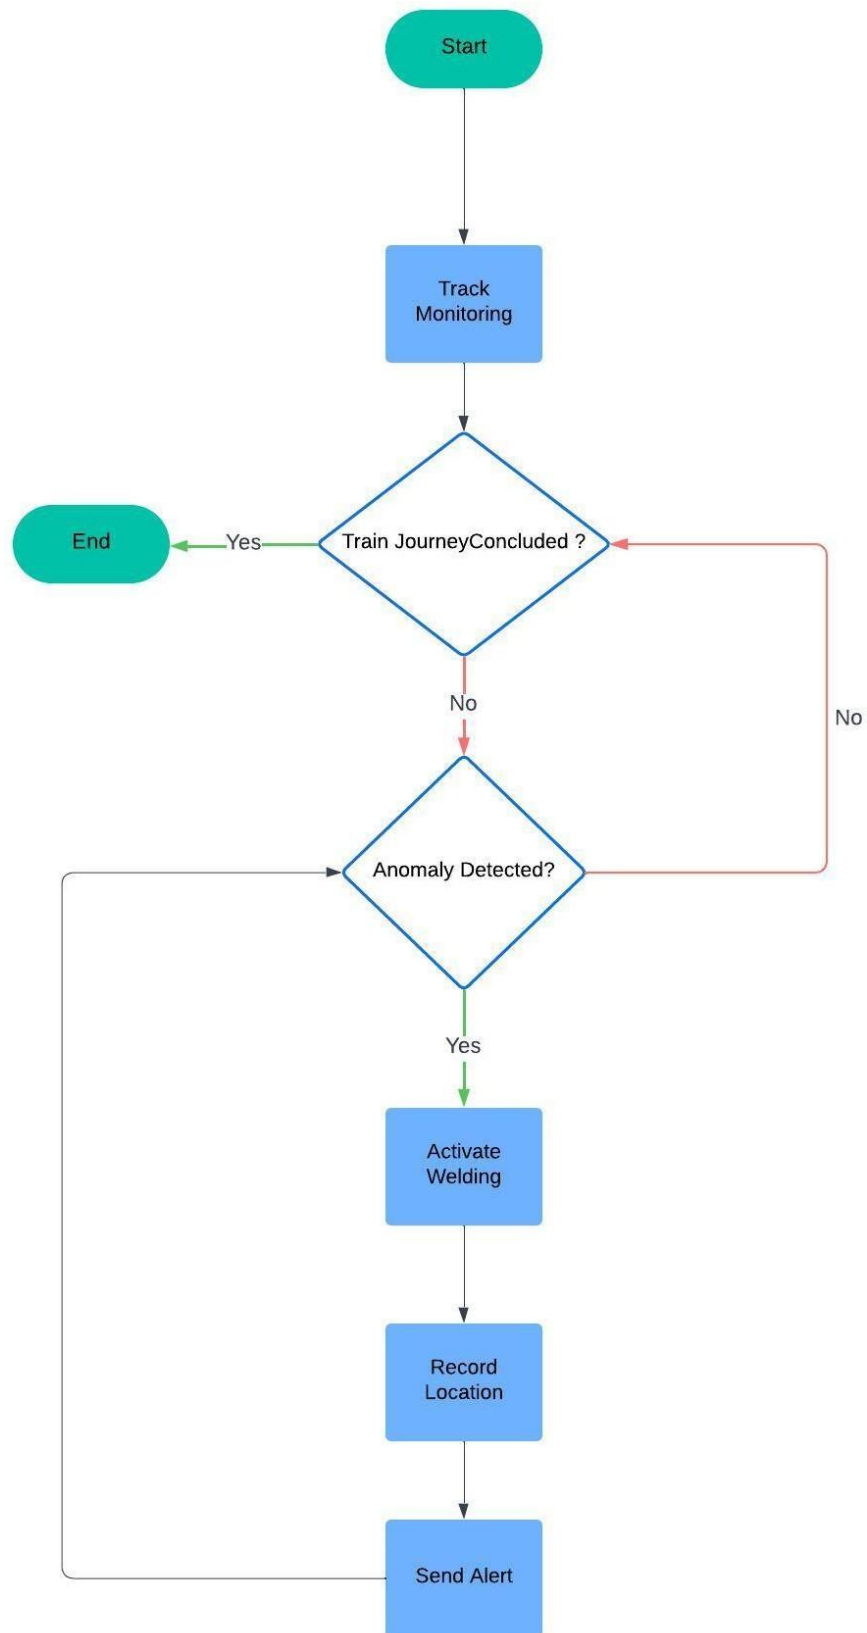 Start
Track
Monitoring
Train JourneyConcluded ?
End
Yes
No
No
Anomaly Detected?
Yes
Activate
Welding
Record
Location
Send Alert